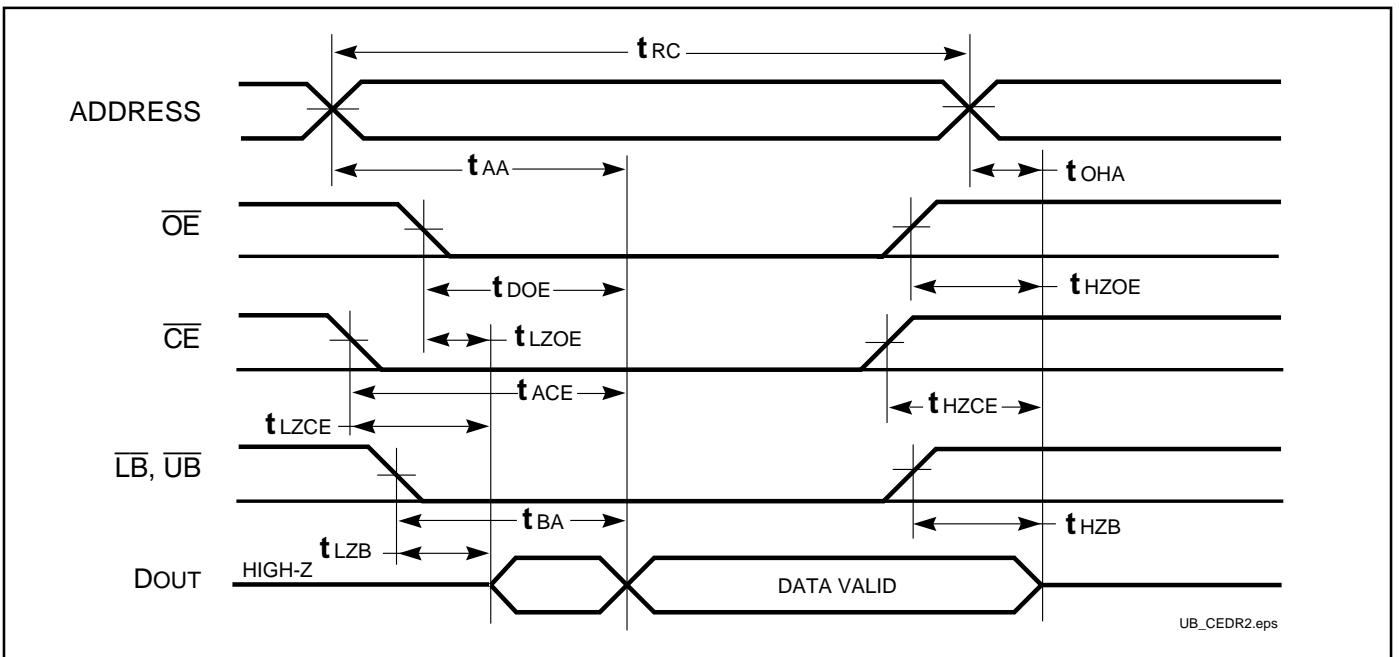 tRC
ADDRESS
tAA
tOHA
OE
tDOE
tHZOE
CE
tLZOE
tACE
tHZCE
tLZCE
LB, UB
tBA
tHZB
tLZB
DOUT
HIGH-Z
DATA VALID
UB_CEDR2.eps